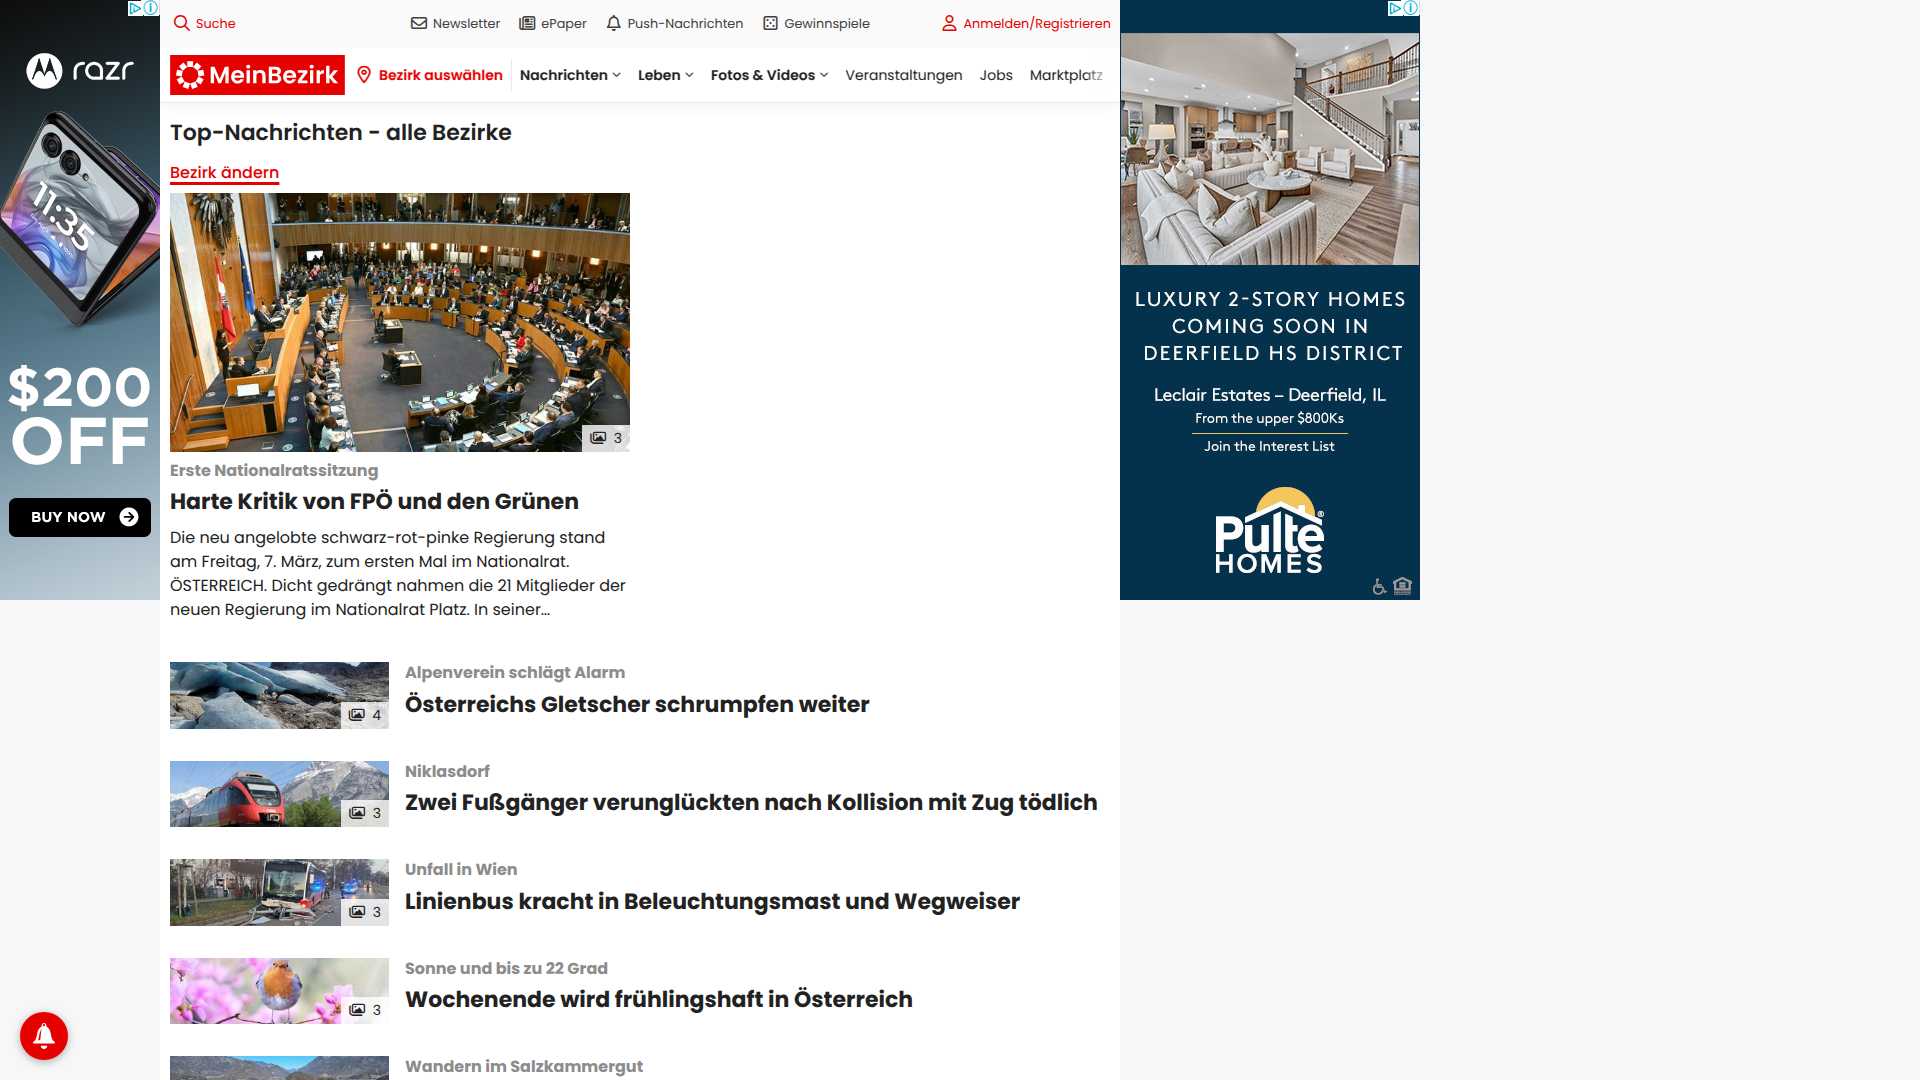 Suche
Newsletter
ePaper
Push-Nachrichten
Gewinnspiele
Anmelden/Registrieren
MeinBezirk
Bezirk auswählen
Nachrichten
Leben
Fotos & Videos
Veranstaltungen
Jobs
Marktplatz
Top-Nachrichten - alle Bezirke
Bezirk ändern
3
Erste Nationalratssitzung
Harte Kritik von FPÖ und den Grünen
Die neu angelobte schwarz-rot-pinke Regierung stand
am Freitag, 7. März, zum ersten Mal im Nationalrat.
ÖSTERREICH. Dicht gedrängt nahmen die 21 Mitglieder der
neuen Regierung im Nationalrat Platz. In seiner...
4
Alpenverein schlägt Alarm
Österreichs Gletscher schrumpfen weiter
3
Niklasdorf
Zwei Fußgänger verunglückten nach Kollision mit Zug tödlich
3
Unfall in Wien
Linienbus kracht in Beleuchtungsmast und Wegweiser
3
Sonne und bis zu 22 Grad
Wochenende wird frühlingshaft in Österreich
Wandern im Salzkammergut
razr
11:35
$200
OFF
BUY NOW
LUXURY 2-STORY HOMES
COMING SOON IN
DEERFIELD HS DISTRICT
Leclair Estates – Deerfield, IL
From the upper $800Ks
Join the Interest List
Pulte®
HOMES